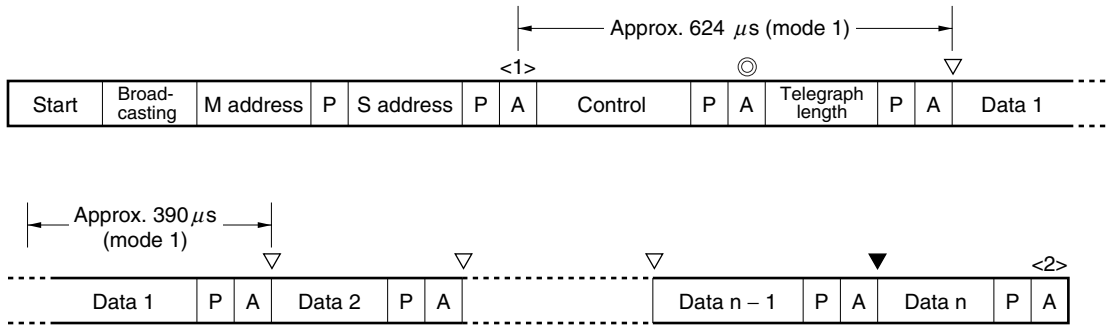 Approx. 624 μs (mode 1)
<1> ◎ ▽
Start Broad-casting M address P S address P A Control P A Telegraph length P A Data 1
Approx. 390 μs
(mode 1)
▽ ▽ ▽ ▼ <2>
Data 1 P A Data 2 P A Data n − 1 P A Data n P A